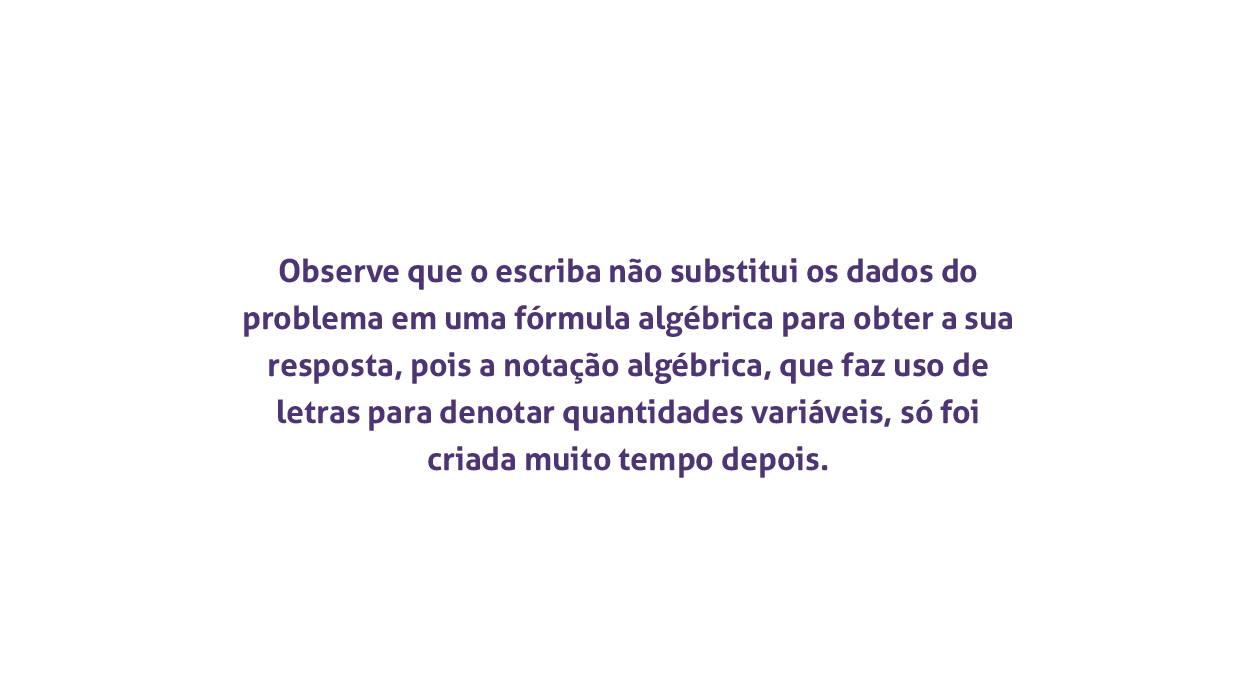 Observe que o escriba não substitui os dados do
problema em uma fórmula algébrica para obter a sua
resposta, pois a notação algébrica, que faz uso de
letras para denotar quantidades variáveis, só foi
criada muito tempo depois.